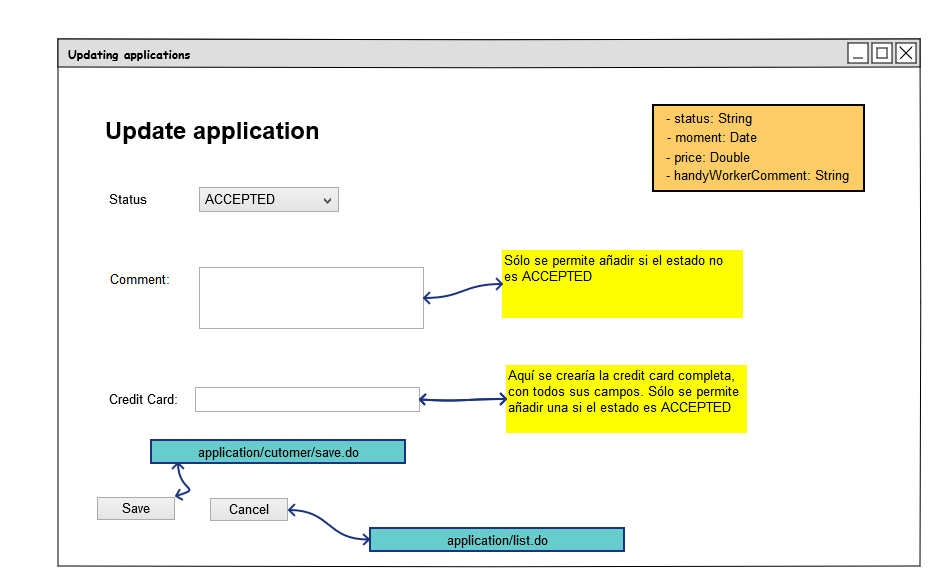 Updating applications
Update application
- status: String
- moment: Date
- price: Double
- handyWorkerComment: String
Status
ACCEPTED
Comment:
Sólo se permite añadir si el estado no
es ACCEPTED
Credit Card:
Aquí se crearía la credit card completa,
con todos sus campos. Sólo se permite
añadir una si el estado es ACCEPTED
application/cutomer/save.do
Save
Cancel
application/list.do